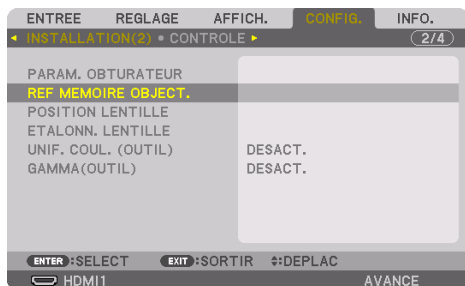 ENTREE REGLAGE AFFICH. CONFIG. INFO.
INSTALLATION(2) • CONTROLE 2/4
PARAM. OBTURATEUR
REF MEMOIRE OBJECT.
POSITION LENTILLE
ETALONN. LENTILLE
UNIF. COUL. (OUTIL) DESACT.
GAMMA(OUTIL) DESACT.
ENTER :SELECT EXIT :SORTIR :DEPLAC
HDMI1 AVANCE